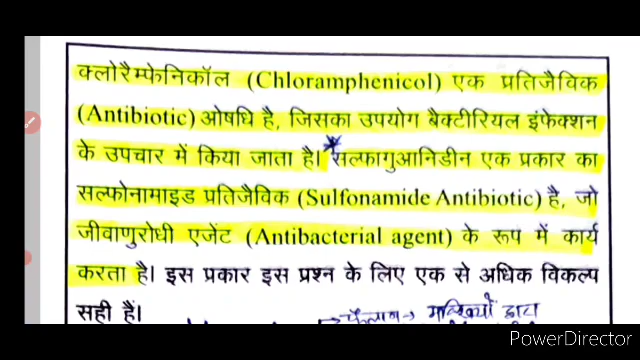 क्लोरैम्फेनिकॉल (Chloramphenicol) एक प्रतिजैविक
(Antibiotic) ओषधि है, जिसका उपयोग बैक्टीरियल इंफेक्शन
के उपचार में किया जाता है। *सल्फागुआनिडीन एक प्रकार का
सल्फोनामाइड प्रतिजैविक (Sulfonamide Antibiotic) है, जो
जीवाणुरोधी एजेंट (Antibacterial agent) के रूप में कार्य
करता है। इस प्रकार इस प्रश्न के लिए एक से अधिक विकल्प
सही हैं।
→ फैलाव → मक्खियों द्वारा
PowerDirector